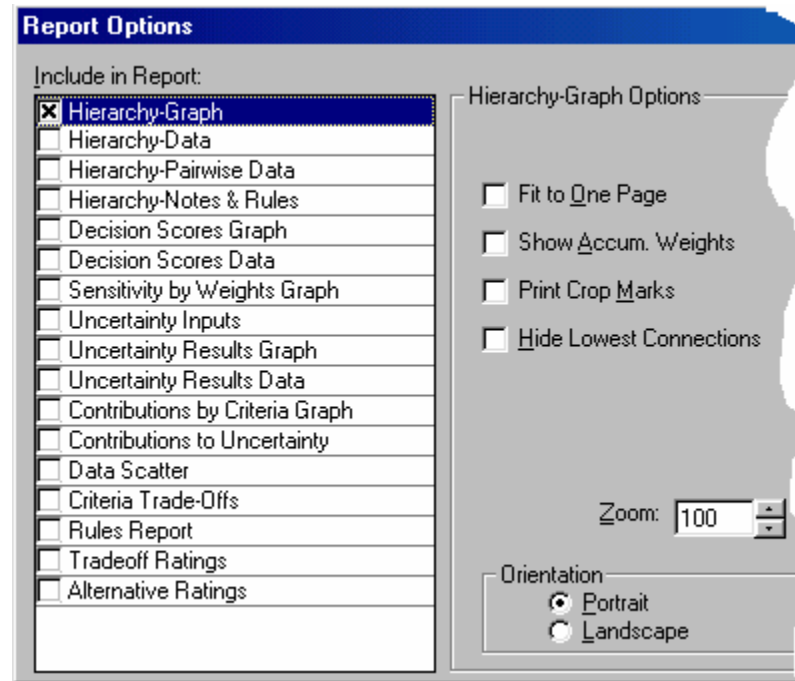 Report Options
Include in Report:
Hierarchy-Graph
Hierarchy-Data
Hierarchy-Pairwise Data
Hierarchy-Notes & Rules
Decision Scores Graph
Decision Scores Data
Sensitivity by Weights Graph
Uncertainty Inputs
Uncertainty Results Graph
Uncertainty Results Data
Contributions by Criteria Graph
Contributions to Uncertainty
Data Scatter
Criteria Trade-Offs
Rules Report
Tradeoff Ratings
Alternative Ratings
Hierarchy-Graph Options
Fit to One Page
Show Accum. Weights
Print Crop Marks
Hide Lowest Connections
Zoom: 100
Orientation
Portrait
Landscape